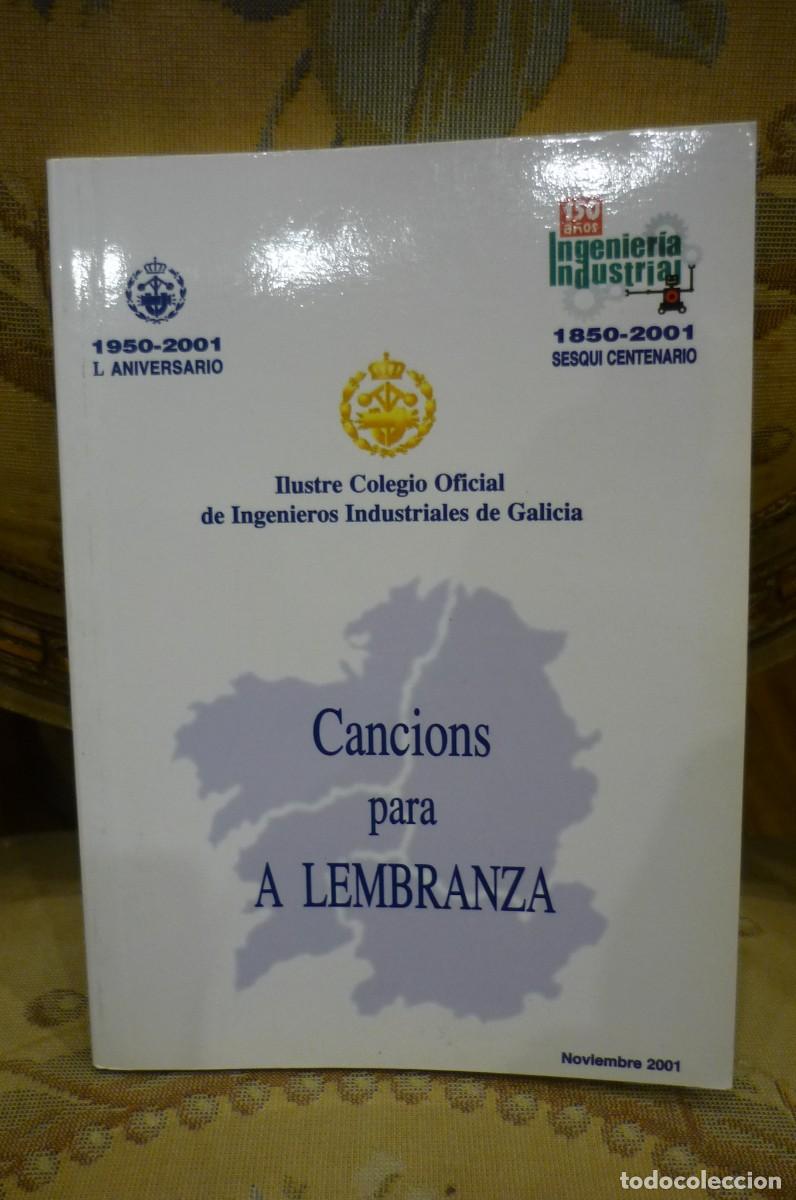 1950-2001
L ANIVERSARIO
150
años
Ingeniería
Industrial
1850-2001
SESQUI CENTENARIO
Ilustre Colegio Oficial
de Ingenieros Industriales de Galicia
Cancions
para
A LEMBRANZA
Noviembre 2001
todocoleccion